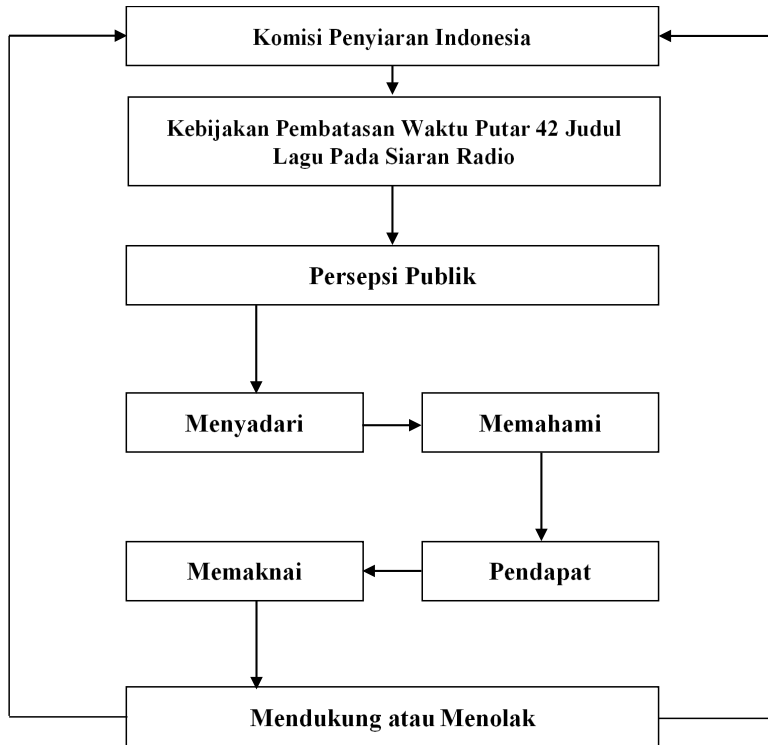 Komisi Penyiaran Indonesia
Kebijakan Pembatasan Waktu Putar 42 Judul
Lagu Pada Siaran Radio
Persepsi Publik
Menyadari
Memahami
Pendapat
Memaknai
Mendukung atau Menolak